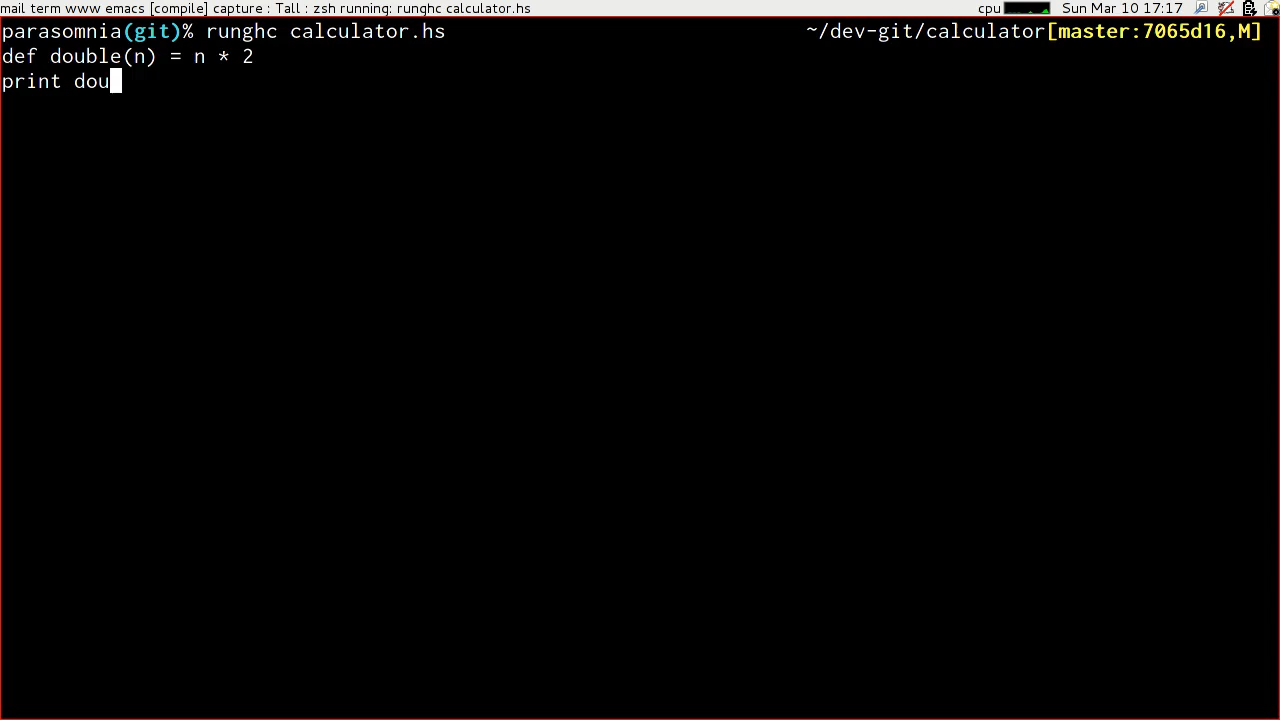 mail term www emacs [compile] capture : Tall : zsh running: runghc calculator.hs cpu Sun Mar 10 17:17
parasomnia(git)% runghc calculator.hs ~/dev-git/calculator[master:7065d16,M]
def double(n) = n * 2
print dou